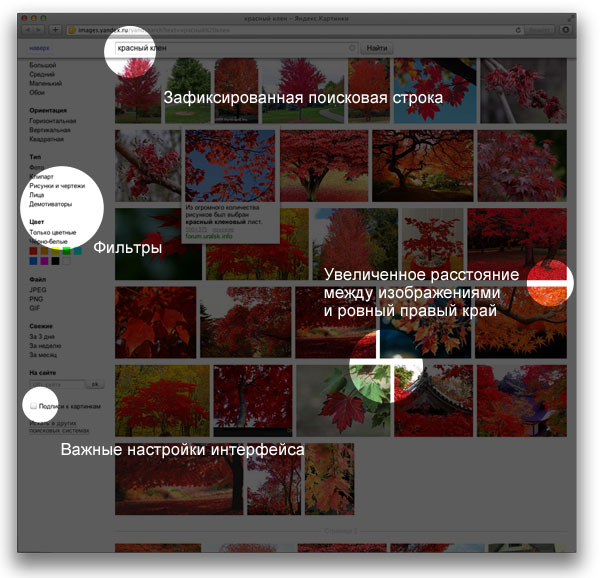 красный клен – Яндекс.Картинки
images.yandex.ru
Reader
наверх
красный клен
Найти
Большой
Средний
Маленький
Обои
Зафиксированная поисковая строка
Ориентация
Горизонтальная
Вертикальная
Квадратная
Тип
Фото
Клипарт
Рисунки и чертежи
Лица
Демотиваторы
Из огромного количества
рисунков был выбран
красный кленовый лист.
forum.uralsk.info
Цвет
Только цветные
Черно-белые
Фильтры
Увеличенное расстояние
между изображениями
и ровный правый край
Файл
JPEG
PNG
GIF
Свежие
За 3 дня
За неделю
За месяц
На сайте
ok
Подписи к картинкам
Искать в других
поисковых системах
Важные настройки интерфейса
Страница 2